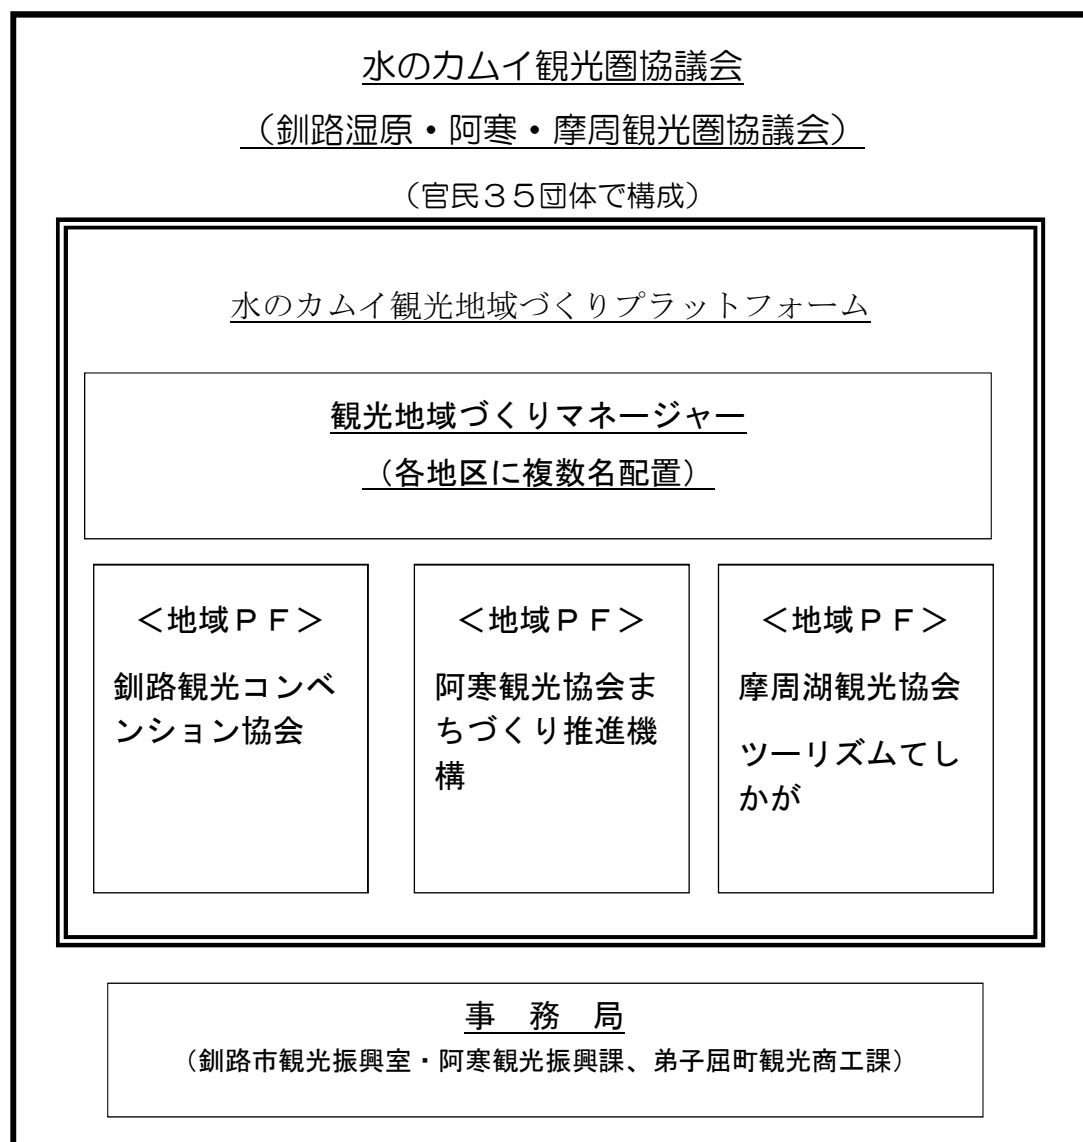 水のカムイ観光圏協議会
（釧路湿原・阿寒・摩周観光圏協議会）
（官民３５団体で構成）
水のカムイ観光地域づくりプラットフォーム
観光地域づくりマネージャー
（各地区に複数名配置）
＜地域ＰＦ＞
釧路観光コンベ
ンション協会
＜地域ＰＦ＞
阿寒観光協会ま
ちづくり推進機
構
＜地域ＰＦ＞
摩周湖観光協会
ツーリズムてし
かが
事　務　局
（釧路市観光振興室・阿寒観光振興課、弟子屈町観光商工課）